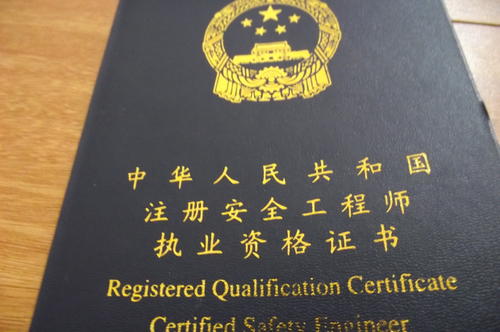 中华人民共和国
注册安全工程师
执业资格证书
Registered Qualification Certificate
Certified Safety Engineer